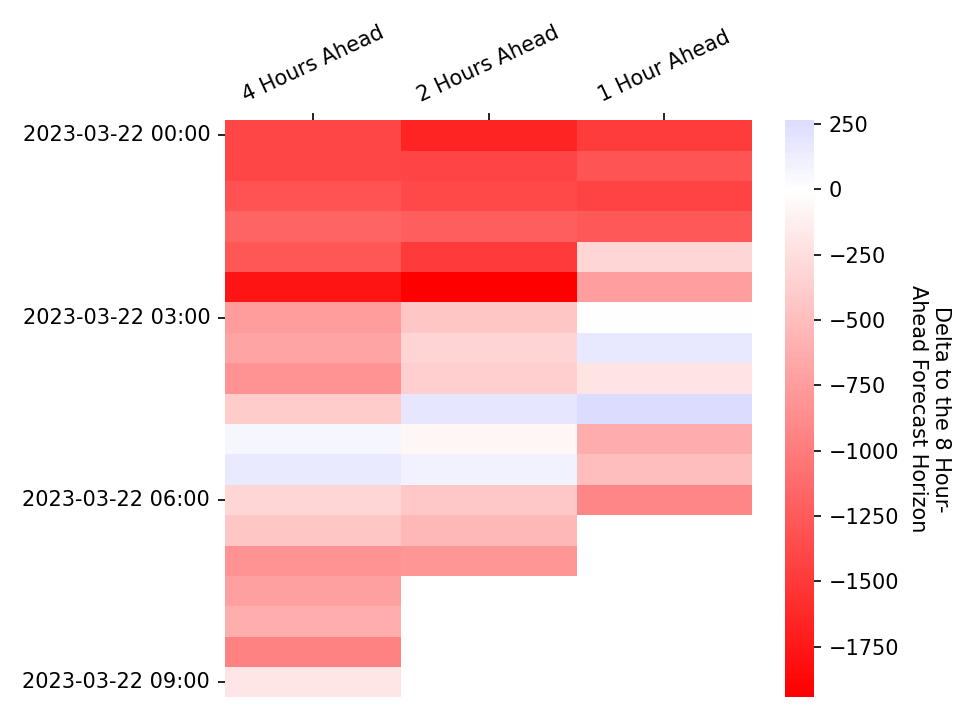 4 Hours Ahead
2 Hours Ahead
1 Hour Ahead
2023-03-22 00:00
2023-03-22 03:00
2023-03-22 06:00
2023-03-22 09:00
250
0
−250
−500
−750
−1000
−1250
−1500
−1750
Delta to the 8 Hour-
Ahead Forecast Horizon